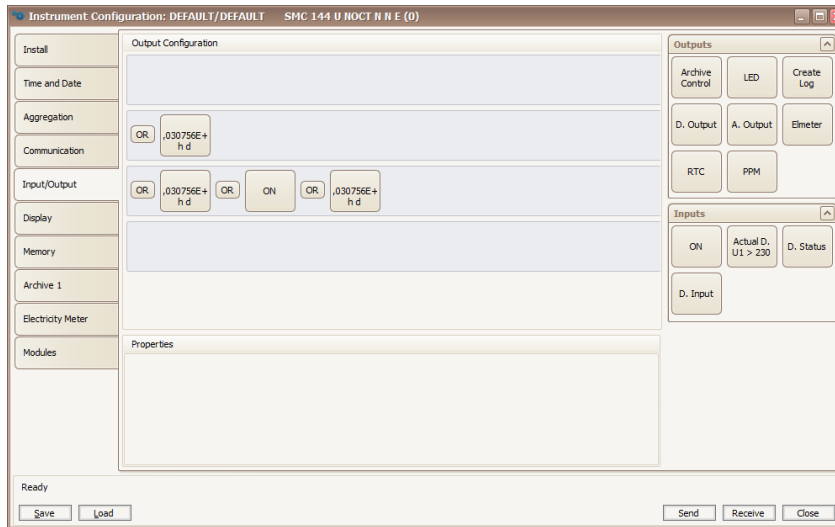 Instrument Configuration: DEFAULT/DEFAULT SMC 144 U NOCT N N E (0)
Install
Time and Date
Aggregation
Communication
Input/Output
Display
Memory
Archive 1
Electricity Meter
Modules
Output Configuration
OR
,030756E+
h d
OR
,030756E+
h d
OR
ON
OR
,030756E+
h d
Properties
Outputs
Archive
Control
LED
Create
Log
D. Output
A. Output
Elmeter
RTC
PPM
Inputs
ON
Actual D.
U1 > 230
D. Status
D. Input
Ready
Save
Load
Send
Receive
Close